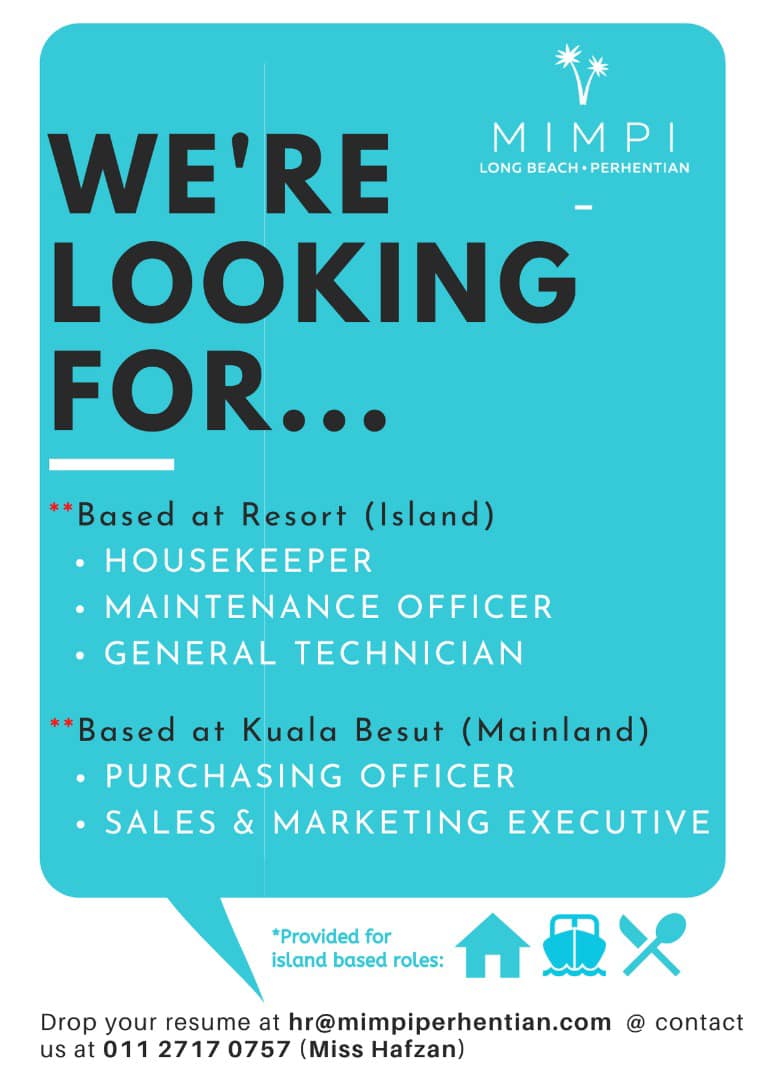 MIMPI
LONG BEACH • PERHENTIAN
WE'RE
LOOKING
FOR...
**Based at Resort (Island)
• HOUSEKEEPER
• MAINTENANCE OFFICER
• GENERAL TECHNICIAN
**Based at Kuala Besut (Mainland)
• PURCHASING OFFICER
• SALES & MARKETING EXECUTIVE
*Provided for
island based roles:
Drop your resume at hr@mimpiperhentian.com @ contact
us at 011 2717 0757 (Miss Hafzan)